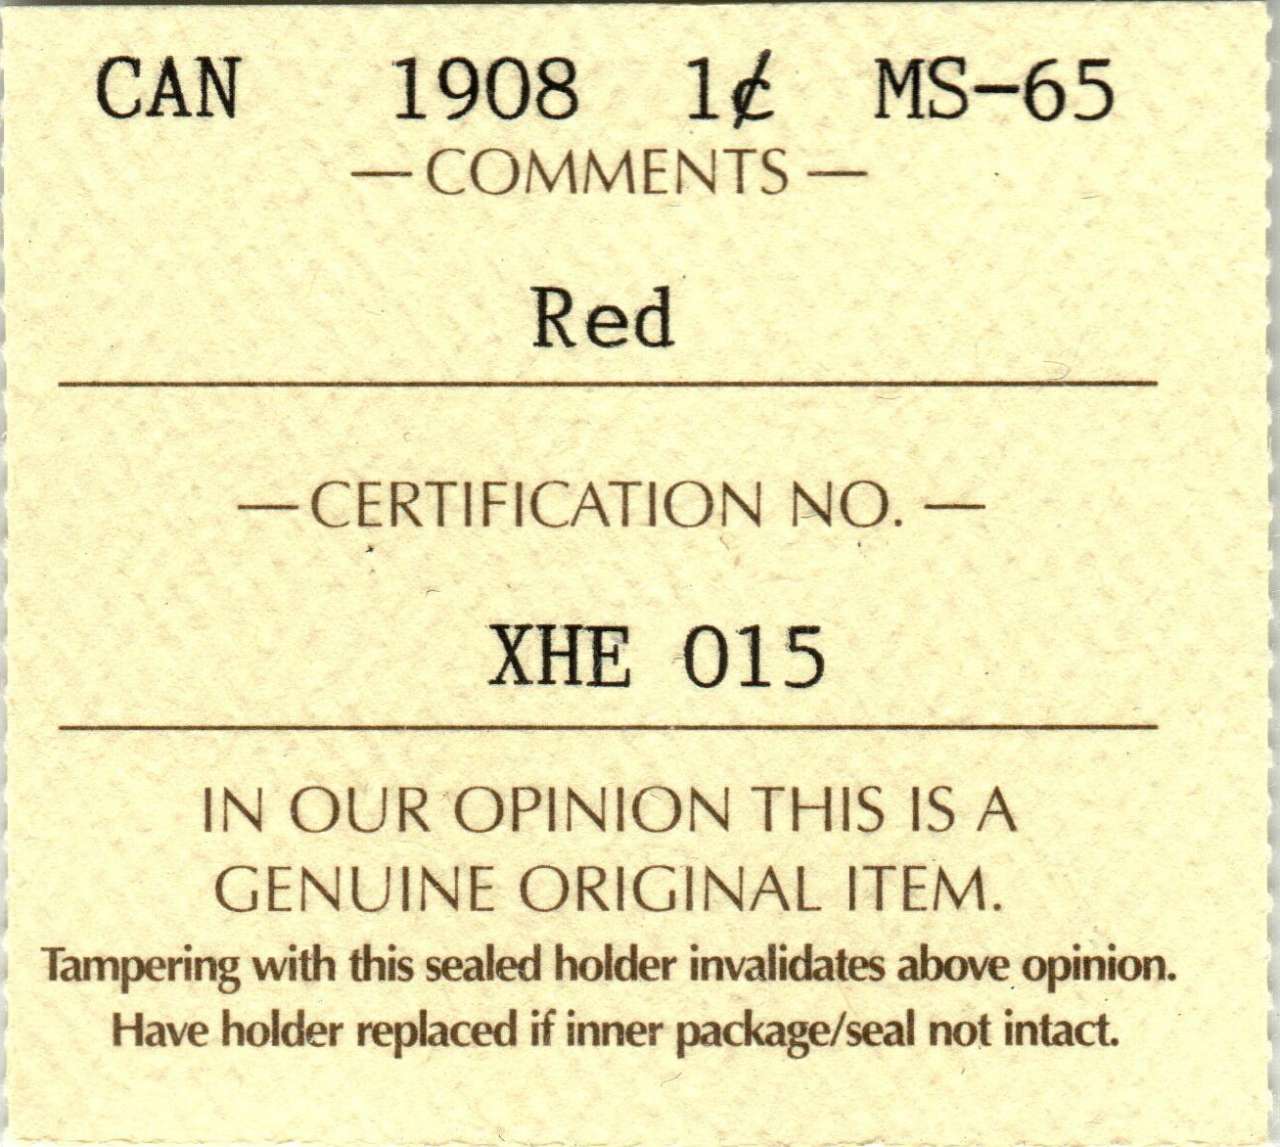 CAN 1908 1¢ MS-65
— COMMENTS —
Red
— CERTIFICATION NO. —
XHE 015
IN OUR OPINION THIS IS A
GENUINE ORIGINAL ITEM.
Tampering with this sealed holder invalidates above opinion.
Have holder replaced if inner package/seal not intact.